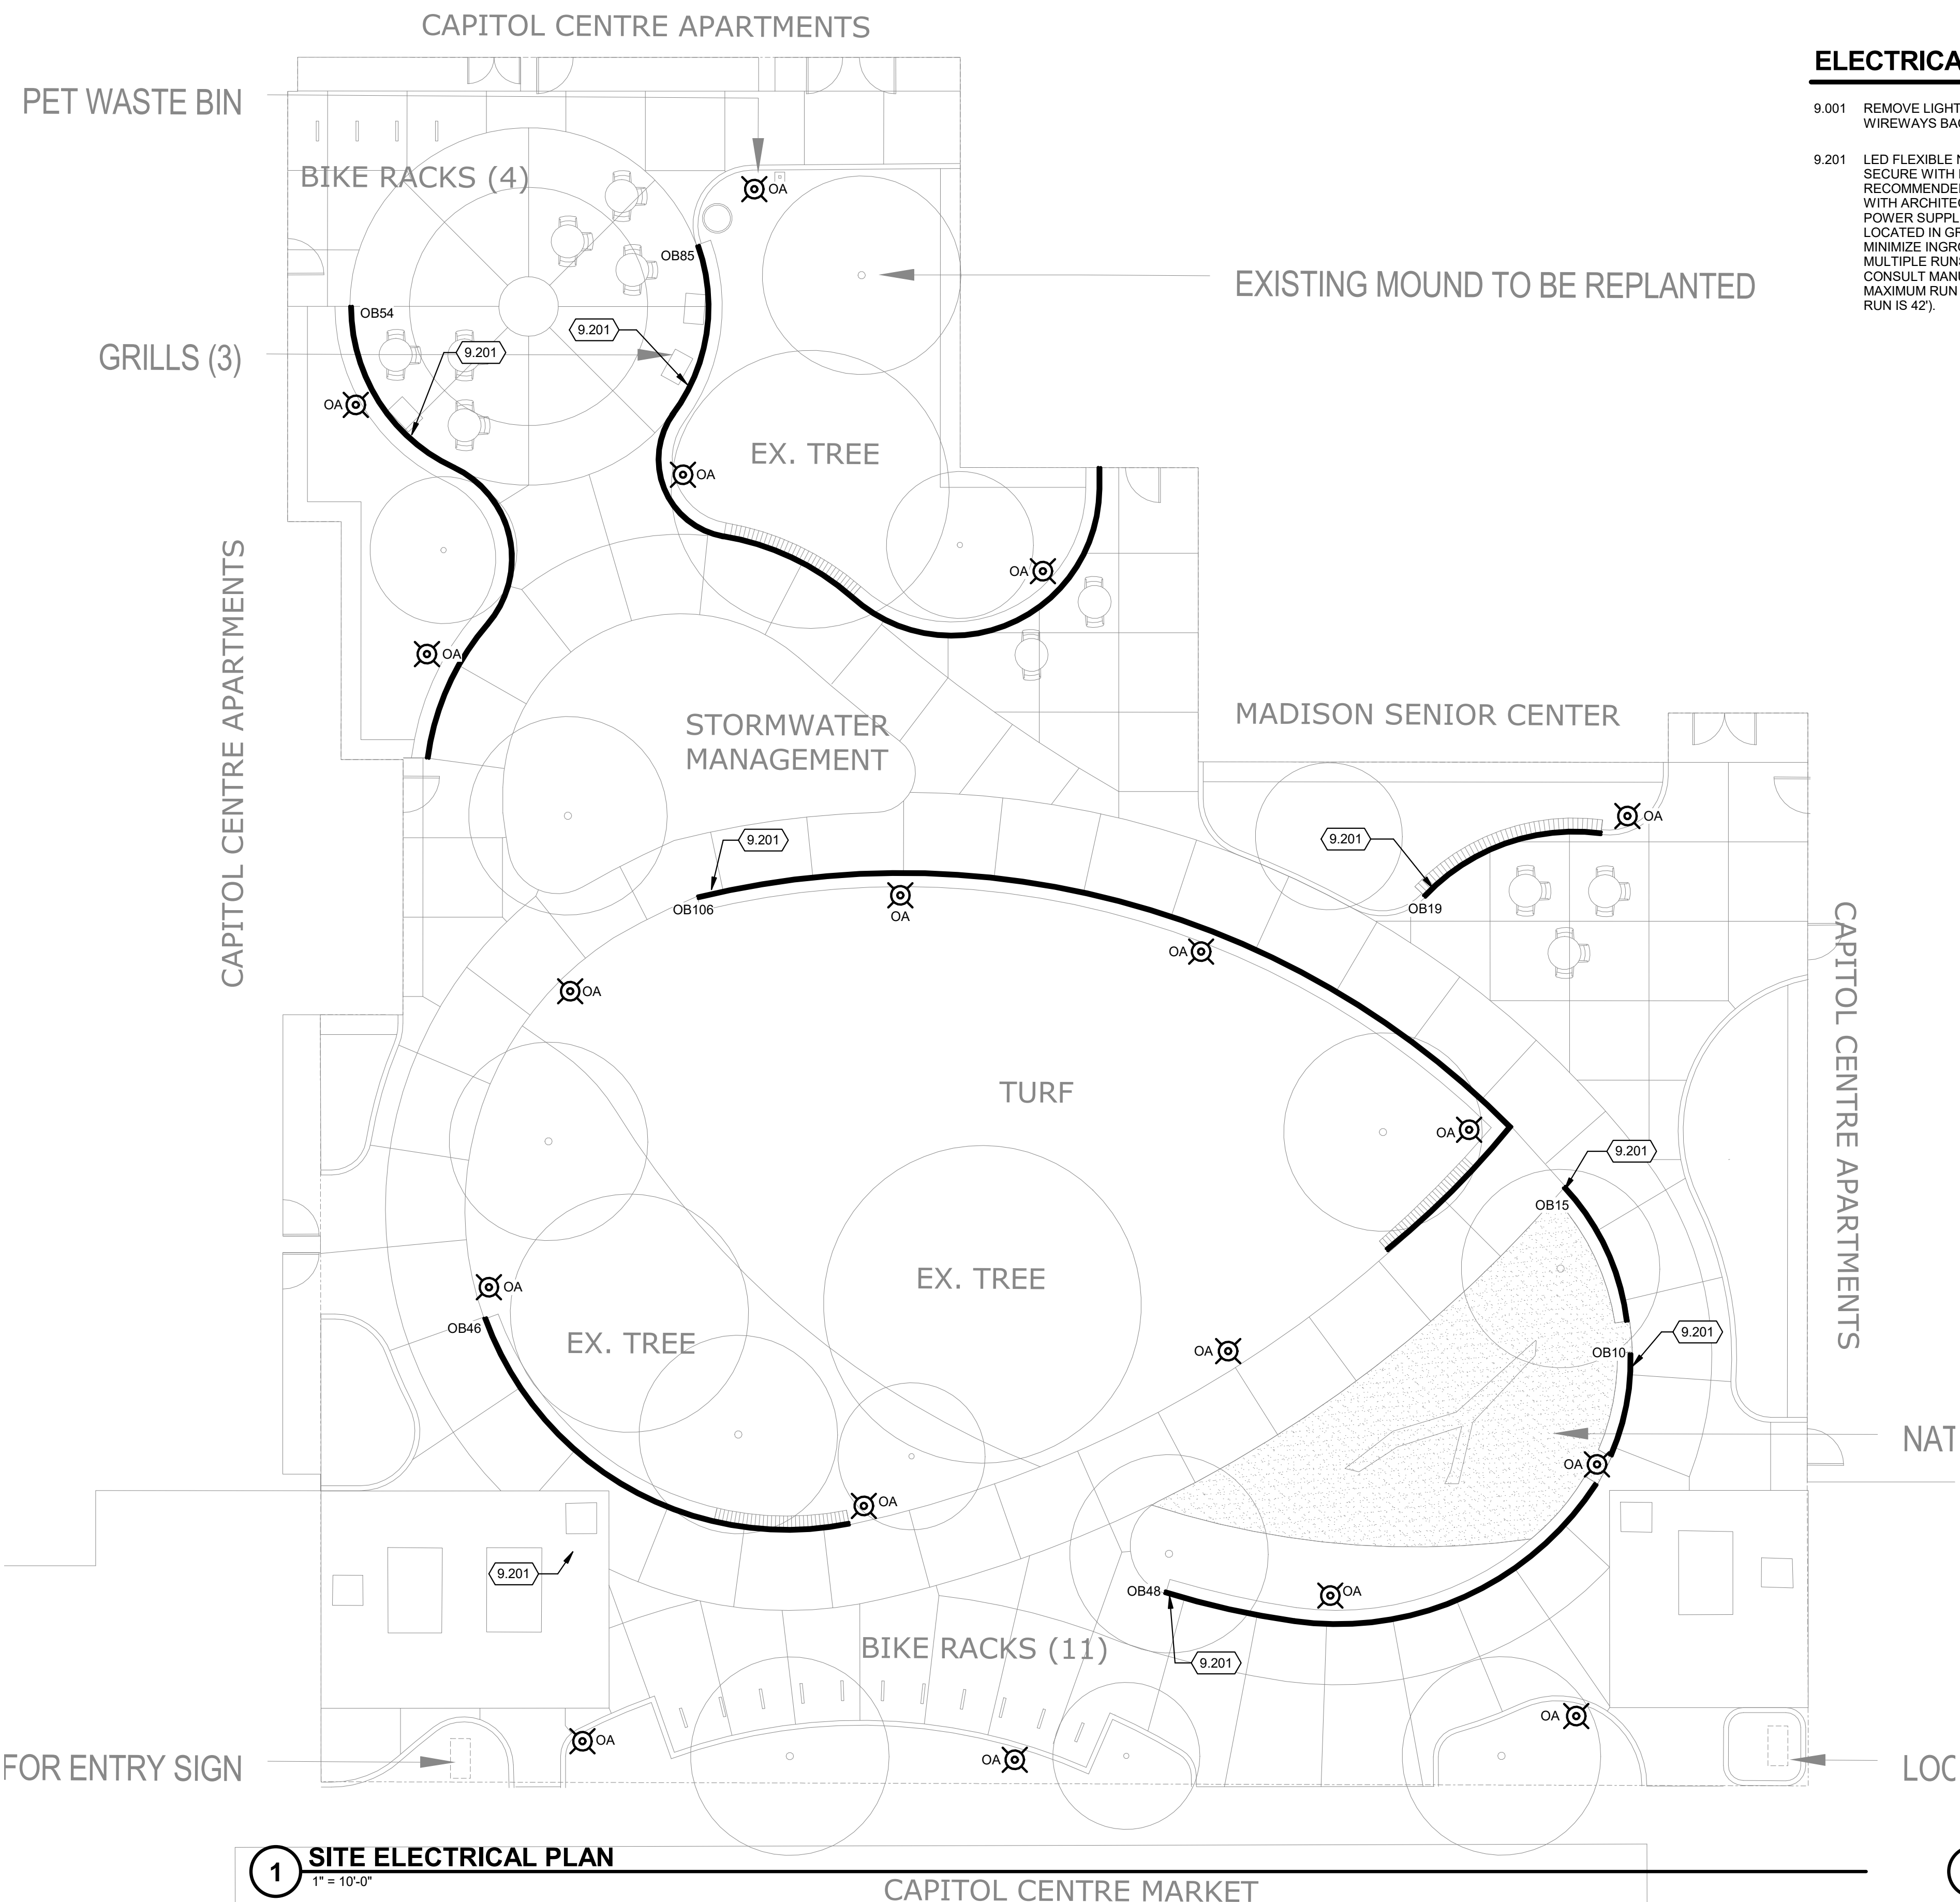 CAPITOL CENTRE APARTMENTS
ELECTRICA
PET WASTE BIN
9.001 REMOVE LIGHT
WIREWAYS BA
BIKE RACKS (4)
OA
9.201 LED FLEXIBLE
SECURE WITH
RECOMMENDE
WITH ARCHITE
POWER SUPPL
LOCATED IN GR
MINIMIZE INGR
MULTIPLE RUN
CONSULT MAN
MAXIMUM RUN
RUN IS 42').
OB85
EXISTING MOUND TO BE REPLANTED
OB54
9.201
9.201
GRILLS (3)
OA
EX. TREE
OA
OA
CAPITOL CENTRE APARTMENTS
OA
STORMWATER
MANAGEMENT
MADISON SENIOR CENTER
OA
9.201
9.201
OB106
OA
OB19
OA
OA
CAPITOL CENTRE APARTMENTS
TURF
OA
9.201
OB15
EX. TREE
OA
OB46
EX. TREE
OA
OB10
9.201
NAT
OA
OA
9.201
OB48
OA
BIKE RACKS (11)
9.201
OA
OA
OA
FOR ENTRY SIGN
LOC
1
SITE ELECTRICAL PLAN
1" = 10'-0"
CAPITOL CENTRE MARKET